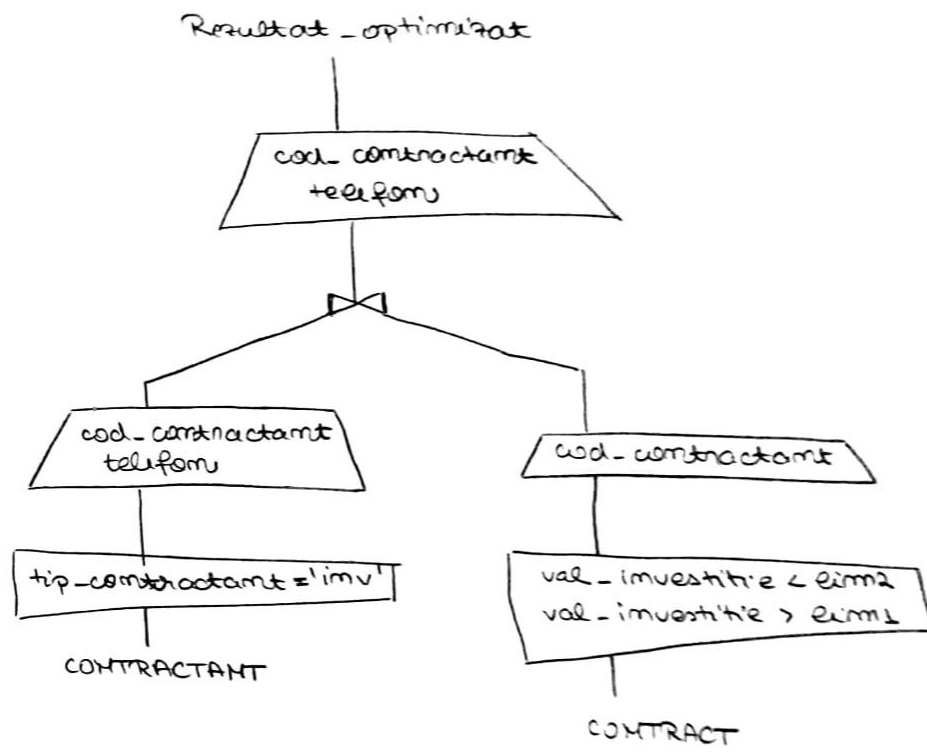 Rezultat_optimizat
cod_contractant
telefon
cod_contractant
telefon
cod_contractant
tip_contractant='inv'
val_investitie < lim2
val_investitie > lim1
CONTRACTANT
CONTRACT